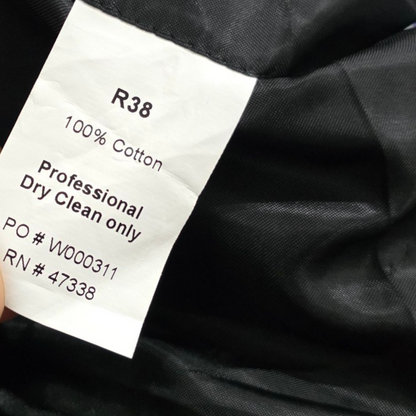 R38
100% Cotton
Professional
Dry Clean only
PO # W000311
RN # 47338